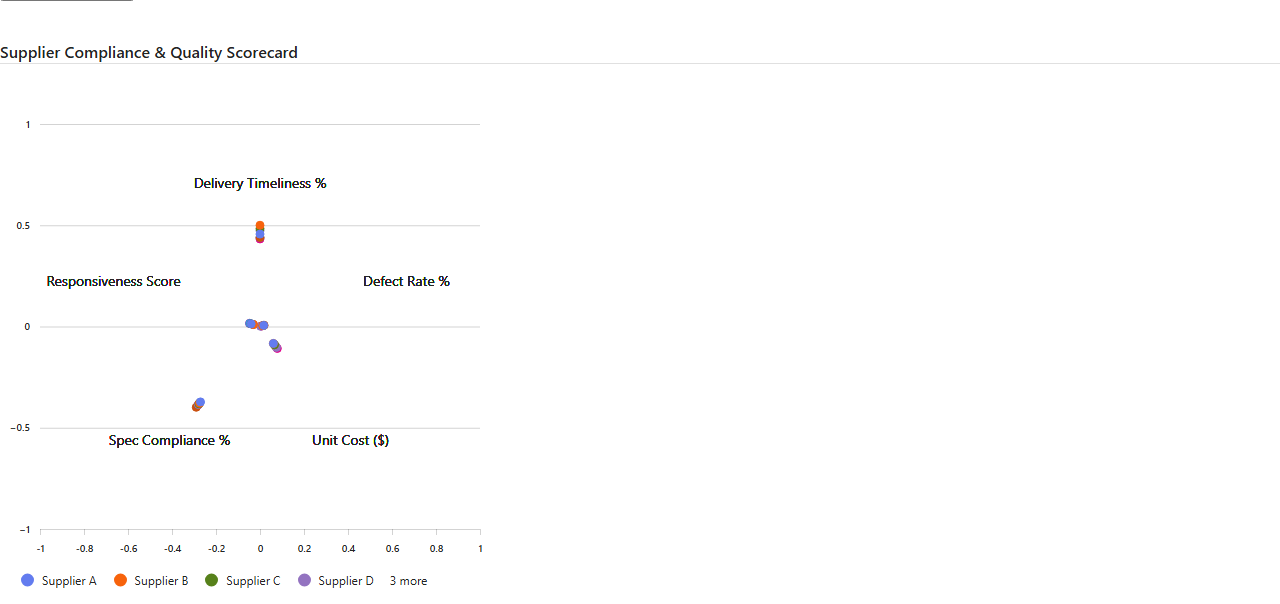 Supplier Compliance & Quality Scorecard
1
Delivery Timeliness %
0.5
Responsiveness Score
Defect Rate %
0
−0.5
Spec Compliance %
Unit Cost ($)
−1
-1 -0.8 -0.6 -0.4 -0.2 0 0.2 0.4 0.6 0.8 1
Supplier A Supplier B Supplier C Supplier D 3 more